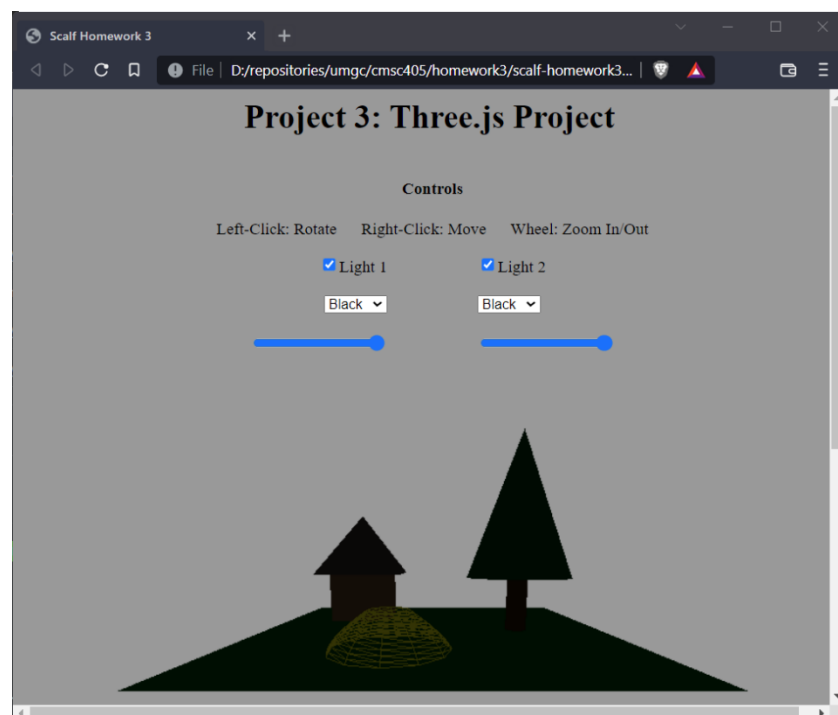 Scalf Homework 3
File D:/repositories/umgc/cmsc405/homework3/scalf-homework3...
Project 3: Three.js Project
Controls
Left-Click: Rotate Right-Click: Move Wheel: Zoom In/Out
Light 1 Light 2
Black Black